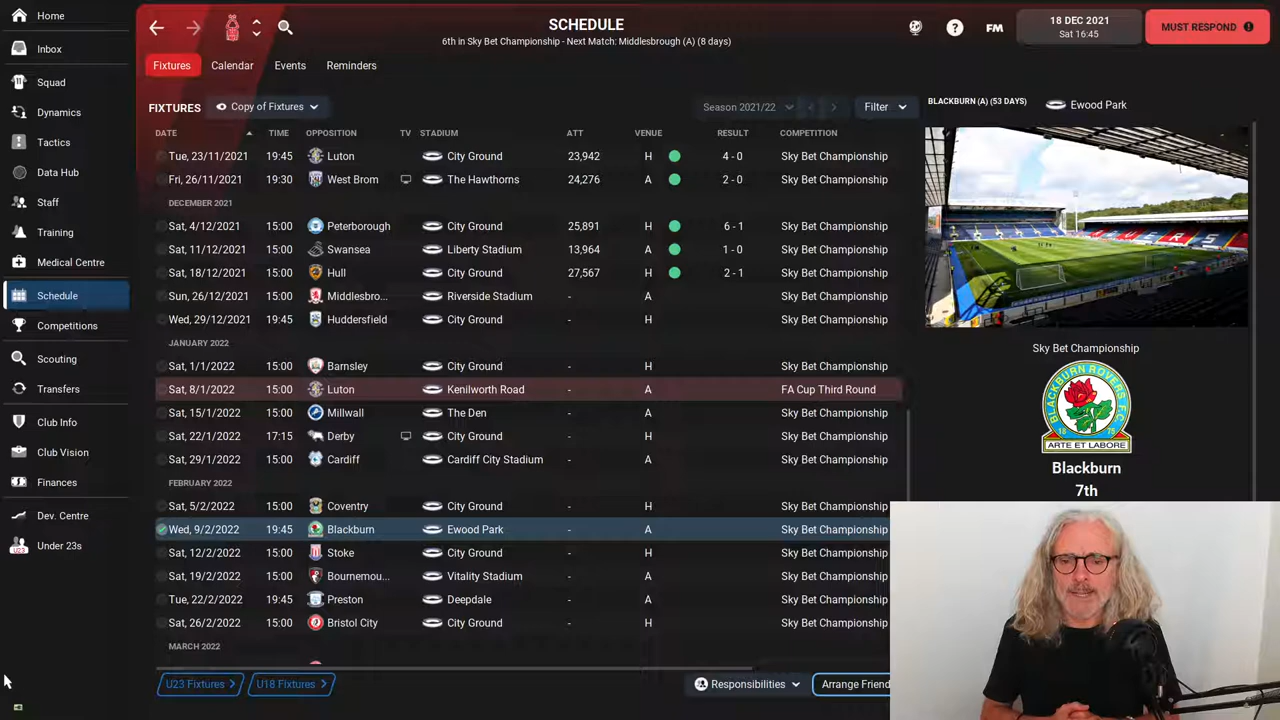 Home
SCHEDULE
6th in Sky Bet Championship - Next Match: Middlesbrough (A) (8 days)
FM
18 DEC 2021
Sat 16:45
MUST RESPOND
Inbox
Squad
Dynamics
Tactics
Data Hub
Staff
Training
Medical Centre
Schedule
Competitions
Scouting
Transfers
Club Info
Club Vision
Finances
Dev. Centre
Under 23s
Fixtures Calendar Events Reminders
FIXTURES Copy of Fixtures Season 2021/22 Filter
DATE TIME OPPOSITION TV STADIUM ATT VENUE RESULT COMPETITION
Tue, 23/11/2021 19:45 Luton City Ground 23,942 H 4 - 0 Sky Bet Championship
Fri, 26/11/2021 19:30 West Brom The Hawthorns 24,276 A 2 - 0 Sky Bet Championship
DECEMBER 2021
Sat, 4/12/2021 15:00 Peterborough City Ground 25,891 H 6 - 1 Sky Bet Championship
Sat, 11/12/2021 15:00 Swansea Liberty Stadium 13,964 A 1 - 0 Sky Bet Championship
Sat, 18/12/2021 15:00 Hull City Ground 27,567 H 2 - 1 Sky Bet Championship
Sun, 26/12/2021 15:00 Middlesbro... Riverside Stadium - A Sky Bet Championship
Wed, 29/12/2021 19:45 Huddersfield City Ground - H Sky Bet Championship
JANUARY 2022
Sat, 1/1/2022 15:00 Barnsley City Ground - H Sky Bet Championship
Sat, 8/1/2022 15:00 Luton Kenilworth Road - A FA Cup Third Round
Sat, 15/1/2022 15:00 Millwall The Den - A Sky Bet Championship
Sat, 22/1/2022 17:15 Derby City Ground - H Sky Bet Championship
Sat, 29/1/2022 15:00 Cardiff Cardiff City Stadium - A Sky Bet Championship
FEBRUARY 2022
Sat, 5/2/2022 15:00 Coventry City Ground - H Sky Bet Championship
Wed, 9/2/2022 19:45 Blackburn Ewood Park - A Sky Bet Championship
Sat, 12/2/2022 15:00 Stoke City Ground - H Sky Bet Championship
Sat, 19/2/2022 15:00 Bournemou... Vitality Stadium - A Sky Bet Championship
Tue, 22/2/2022 19:45 Preston Deepdale - A Sky Bet Championship
Sat, 26/2/2022 15:00 Bristol City City Ground - H Sky Bet Championship
MARCH 2022
U23 Fixtures U18 Fixtures Responsibilities Arrange Friend
BLACKBURN (A) (53 DAYS) Ewood Park
Sky Bet Championship
BLACKBURN ROVERS F.C.
18 75
ARTE ET LABORE
Blackburn
7th